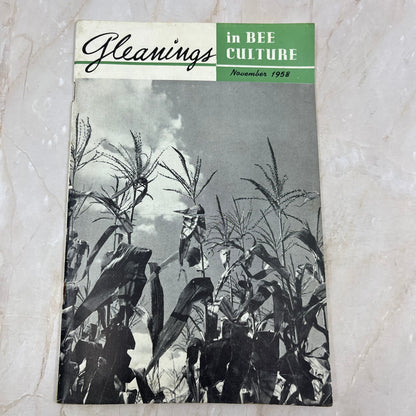 Gleanings
in BEE
CULTURE
November 1958